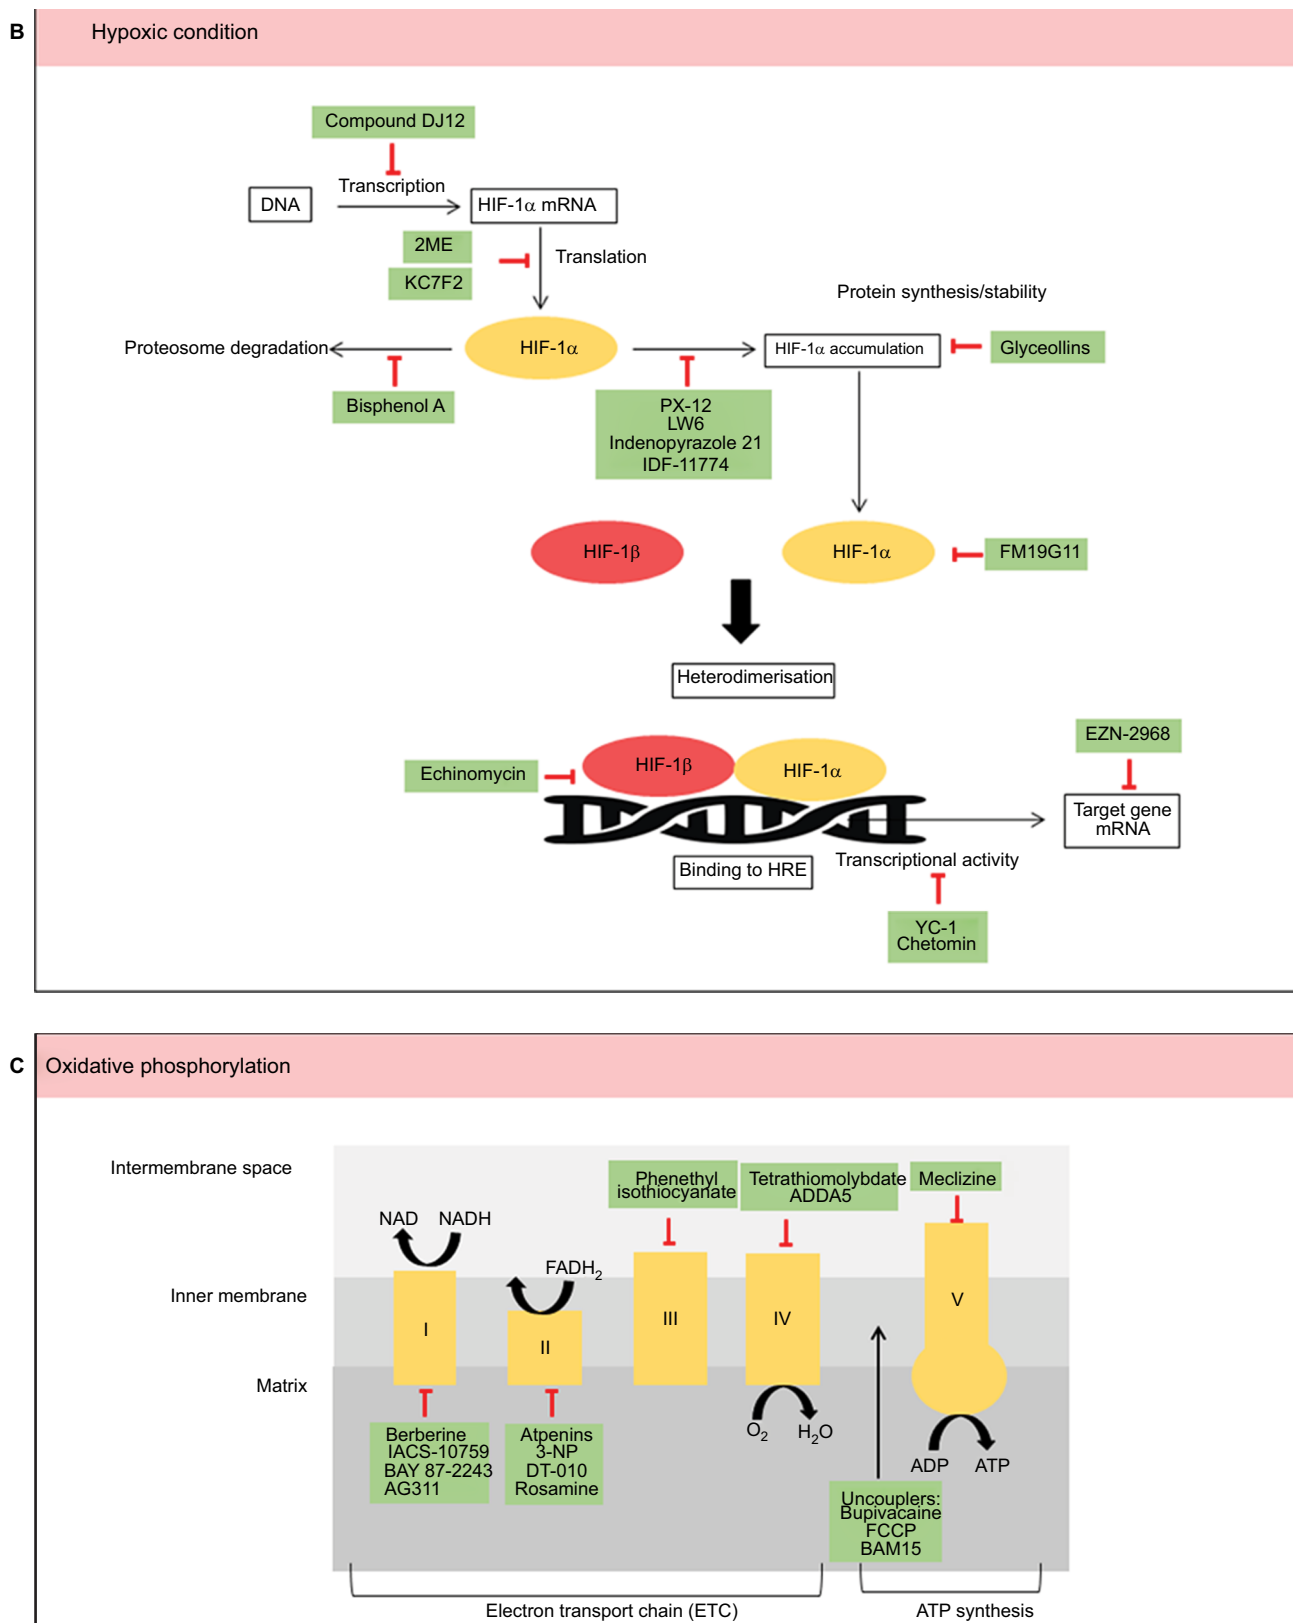 B
Hypoxic condition
Compound DJ12
Transcription
DNA
HIF-1α mRNA
2ME
KC7F2
Translation
Protein synthesis/stability
Proteosome degradation
HIF-1α
HIF-1α accumulation
Glyceollins
Bisphenol A
PX-12
LW6
Indenopyrazole 21
IDF-11774
HIF-1β
HIF-1α
FM19G11
Heterodimerisation
EZN-2968
Echinomycin
HIF-1β
HIF-1α
Target gene
mRNA
Binding to HRE
Transcriptional activity
YC-1
Chetomin
C
Oxidative phosphorylation
Intermembrane space
Phenethyl
isothiocyanate
Tetrathiomolybdate
ADDA5
Meclizine
NAD
NADH
FADH₂
Inner membrane
I
II
III
IV
V
Matrix
O₂
H₂O
ADP
ATP
Berberine
IACS-10759
BAY 87-2243
AG311
Atpenins
3-NP
DT-010
Rosamine
Uncouplers:
Bupivacaine
FCCP
BAM15
Electron transport chain (ETC)
ATP synthesis